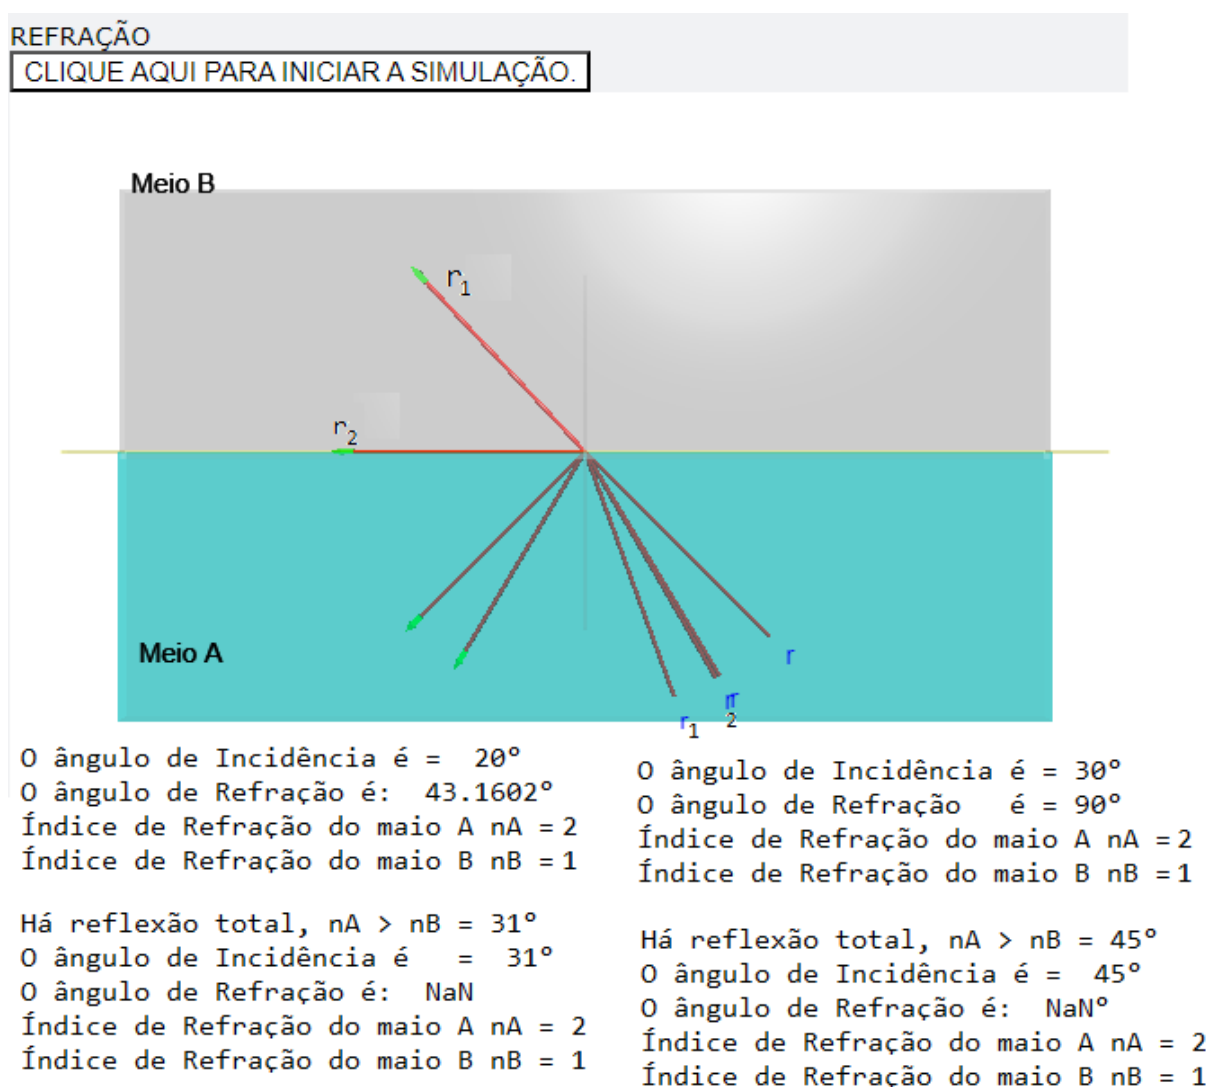 REFRAÇÃO
CLIQUE AQUI PARA INICIAR A SIMULAÇÃO.
Meio B
r1
r2
Meio A
r
r1
r2
O ângulo de Incidência é = 20°
O ângulo de Refração é: 43.1602°
Índice de Refração do maio A nA = 2
Índice de Refração do maio B nB = 1
O ângulo de Incidência é = 30°
O ângulo de Refração é = 90°
Índice de Refração do maio A nA = 2
Índice de Refração do maio B nB = 1
Há reflexão total, nA > nB = 31°
O ângulo de Incidência é = 31°
O ângulo de Refração é: NaN
Índice de Refração do maio A nA = 2
Índice de Refração do maio B nB = 1
Há reflexão total, nA > nB = 45°
O ângulo de Incidência é = 45°
O ângulo de Refração é: NaN°
Índice de Refração do maio A nA = 2
Índice de Refração do maio B nB = 1